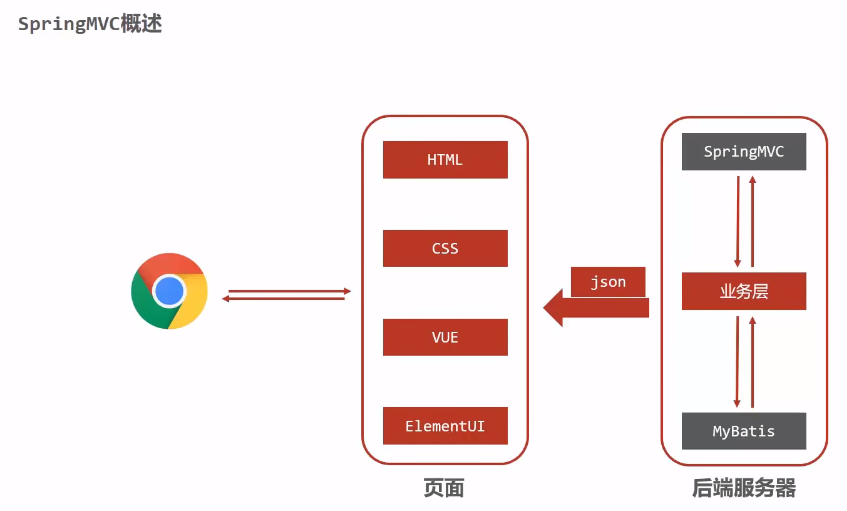 SpringMVC概述
HTML
CSS
VUE
ElementUI
页面
json
SpringMVC
业务层
MyBatis
后端服务器